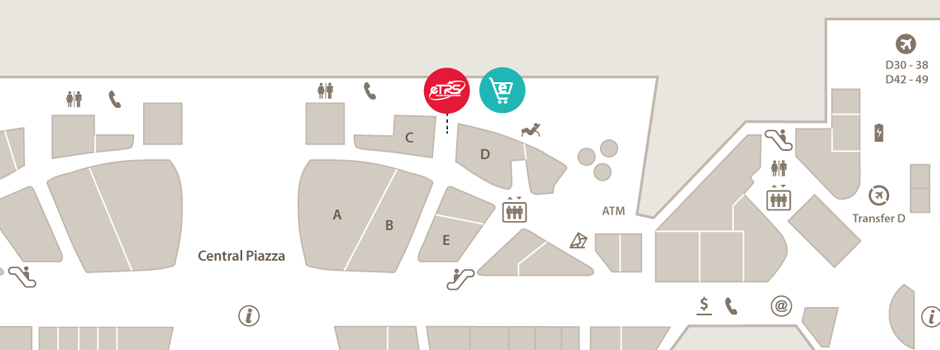 D30 - 38
D42 - 49
eTRS
e
C
D
A
B
E
ATM
Transfer D
Central Piazza
i
$
@
i